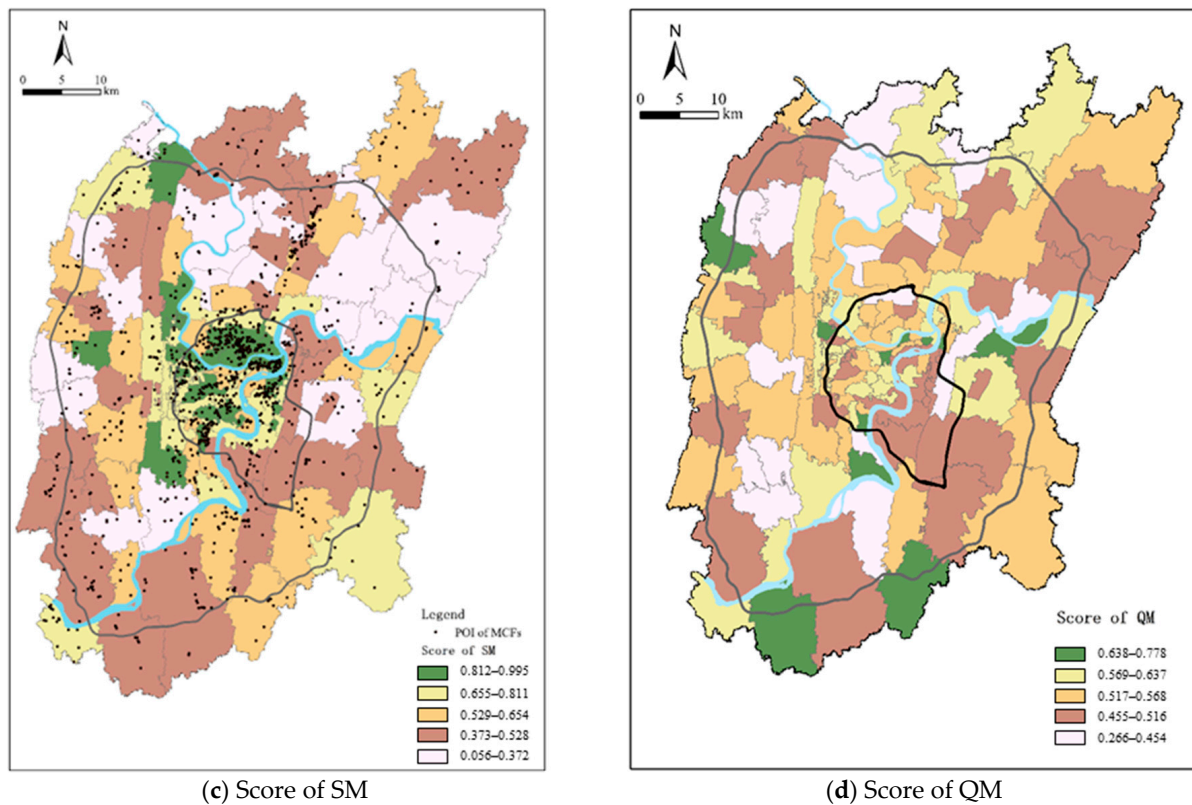 N
0 5 10
km
Legend
POI of MCFs
Score of SM
0.812–0.995
0.655–0.811
0.529–0.654
0.373–0.528
0.056–0.372
(c) Score of SM
N
0 5 10
km
Score of QM
0.638–0.778
0.569–0.637
0.517–0.568
0.455–0.516
0.266–0.454
(d) Score of QM